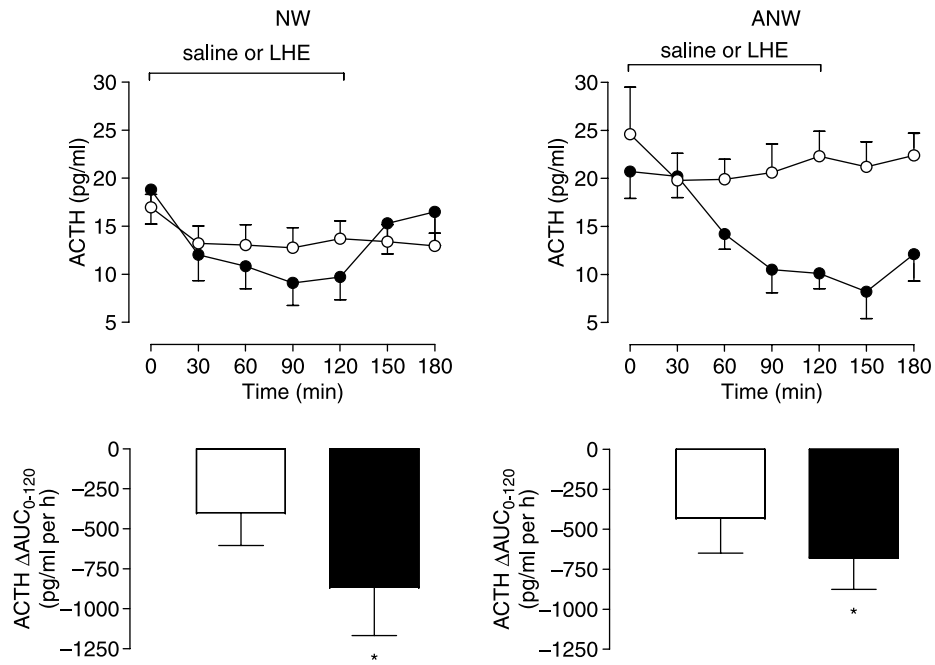 NW
saline or LHE
30
25
20
15
10
5
ACTH (pg/ml)
0 30 60 90 120 150 180
Time (min)
ANW
saline or LHE
30
25
20
15
10
5
ACTH (pg/ml)
0 30 60 90 120 150 180
Time (min)
0
−250
−500
−750
−1000
−1250
ACTH ΔAUC0-120
(pg/ml per h)
*
0
−250
−500
−750
−1000
−1250
ACTH ΔAUC0-120
(pg/ml per h)
*